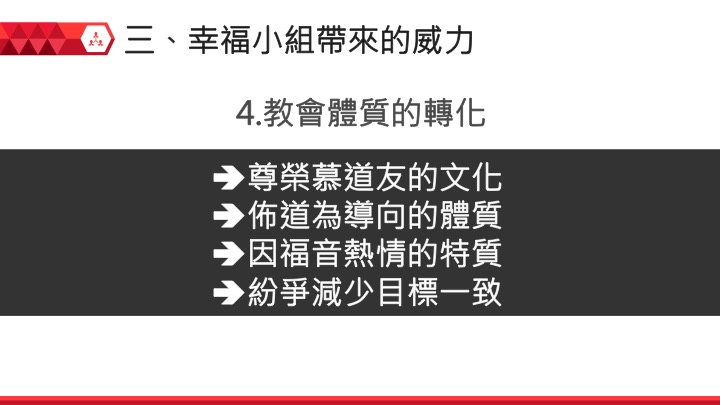 三、幸福小組帶來的威力
4.教會體質的轉化
➔尊榮慕道友的文化
➔佈道為導向的體質
➔因福音熱情的特質
➔紛爭減少目標一致